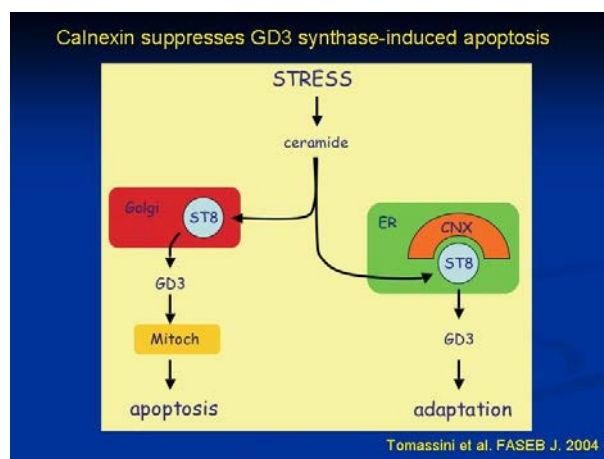 Calnexin suppresses GD3 synthase-induced apoptosis
STRESS
ceramide
Golgi
ST8
GD3
Mitoch
apoptosis
ER
CNX
ST8
GD3
adaptation
Tomassini et al. FASEB J. 2004